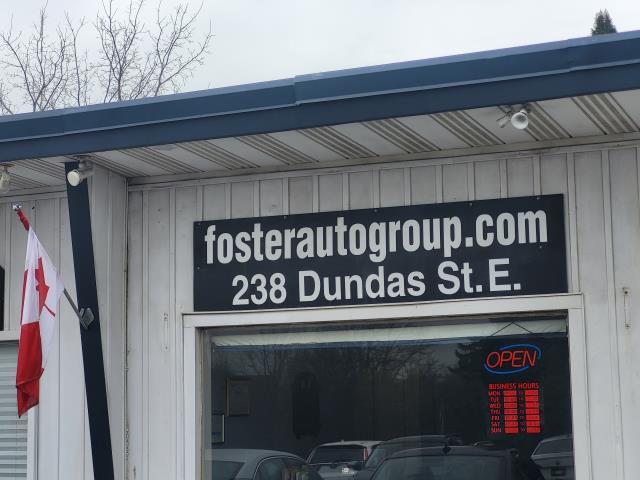 fosterautogroup.com
238 Dundas St. E.
OPEN
BUSINESS HOURS
MON
TUE
WED
THU
FRI
SAT
SUN